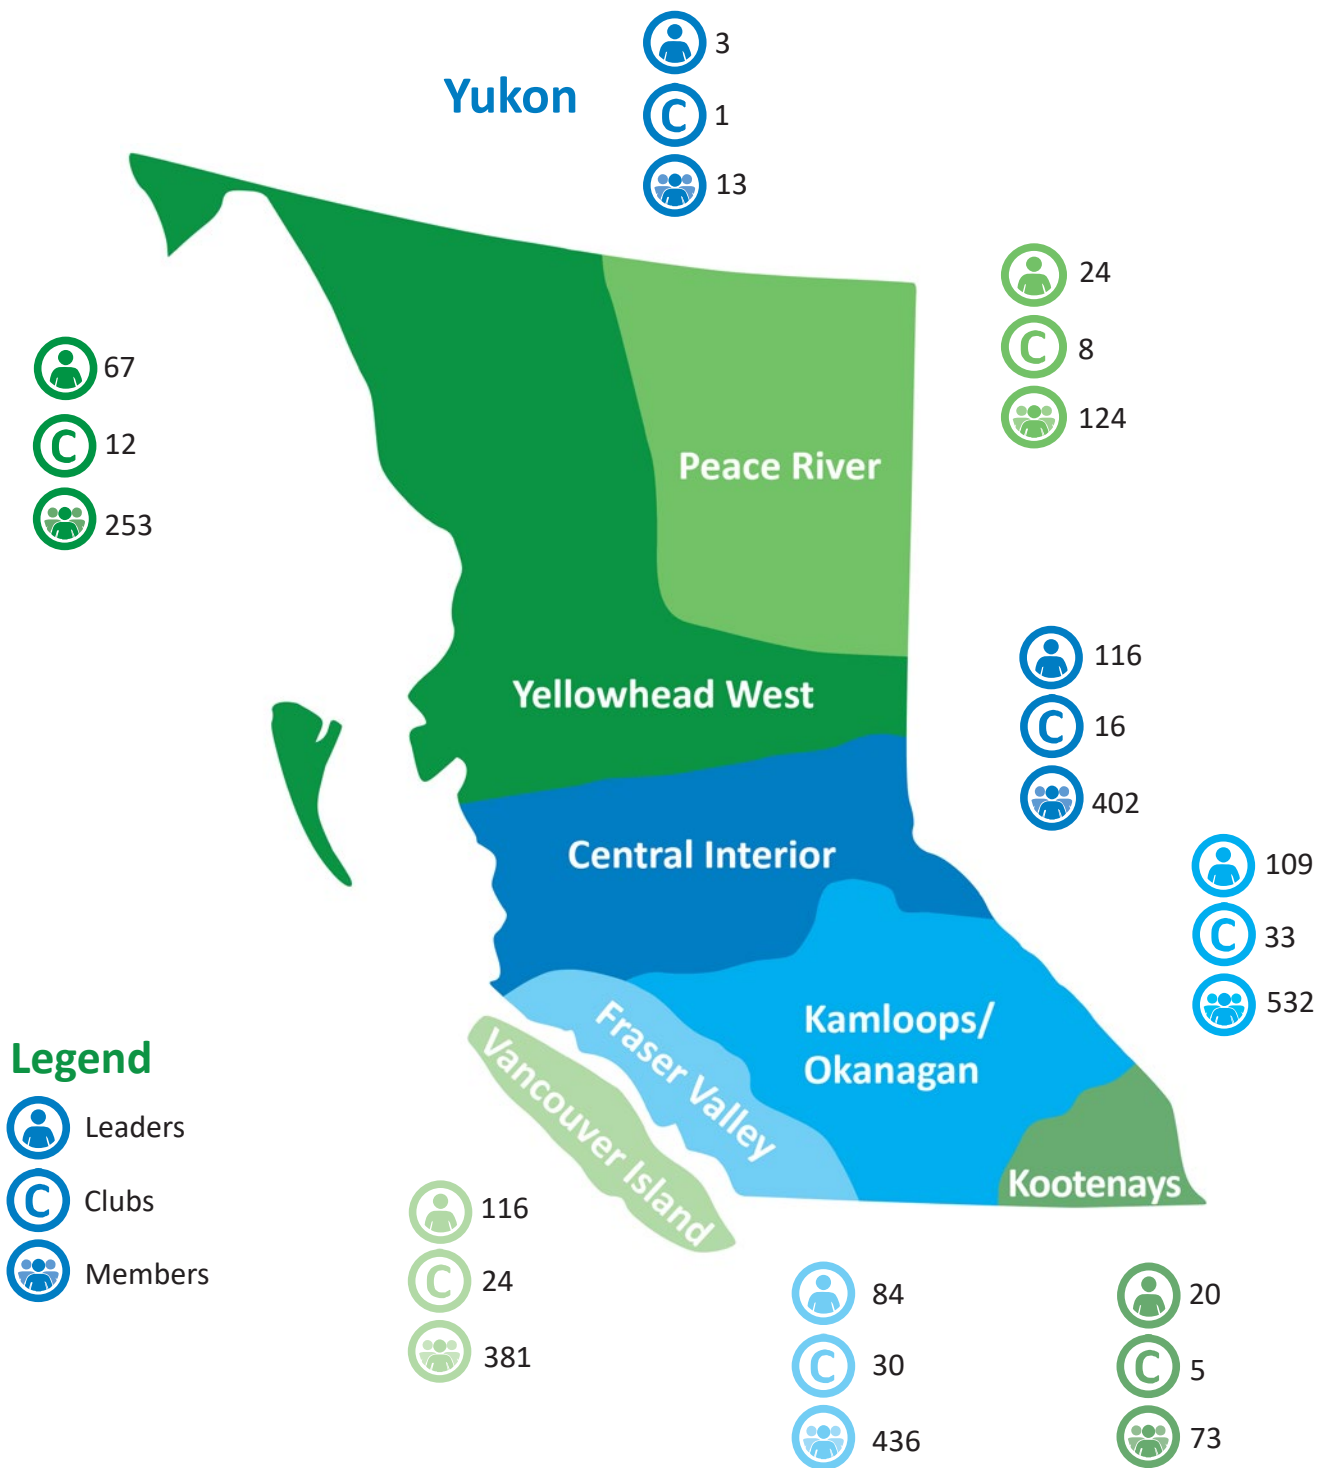 Yukon
3
C 1
13
24
C 8
124
67
C 12
253
Peace River
Yellowhead West
116
C 16
402
Central Interior
109
C 33
532
Kamloops/
Okanagan
Fraser Valley
Vancouver Island
Kootenays
Legend
Leaders
C Clubs
Members
116
C 24
381
84
C 30
436
20
C 5
73